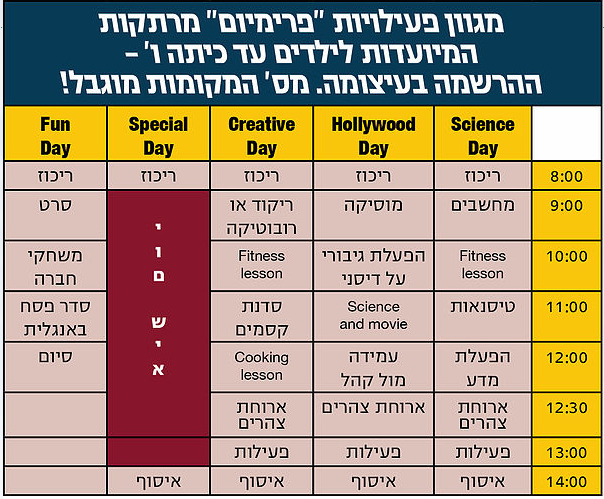 מגוון פעילויות "פרימיום" מרתקות
המיועדות לילדים עד כיתה ו' –
ההרשמה בעיצומה. מס' המקומות מוגבל!
Science Day
Hollywood Day
Creative Day
Special Day
Fun Day
8:00 ריכוז ריכוז ריכוז ריכוז ריכוז
9:00 מחשבים מוסיקה ריקוד או רובוטיקה סרט
יום שיא
10:00 Fitness lesson הפעלת גיבורי על דיסני Fitness lesson משחקי חברה
11:00 טיסנאות Science and movie סדנת קסמים סדר פסח באנגלית
12:00 הפעלת מדע עמידה מול קהל Cooking lesson סיום
12:30 ארוחת צהרים ארוחת צהרים ארוחת צהרים
13:00 פעילות פעילות פעילות
14:00 איסוף איסוף איסוף איסוף